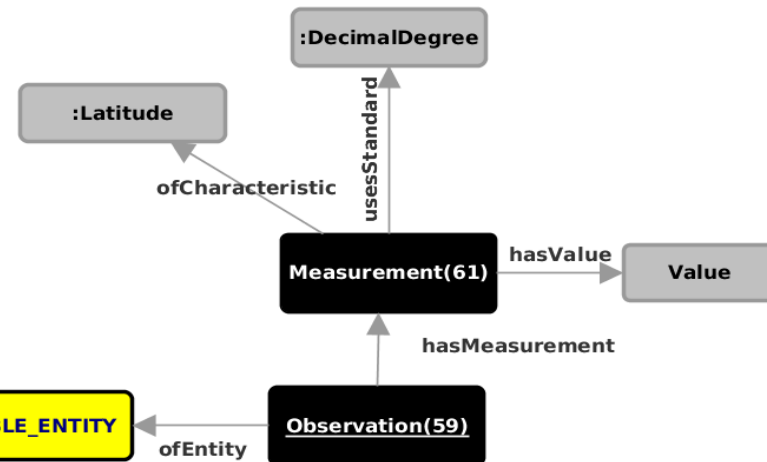 :DecimalDegree
:Latitude
usesStandard
ofCharacteristic
hasValue
Measurement(61)
Value
hasMeasurement
LE_ENTITY
Observation(59)
ofEntity